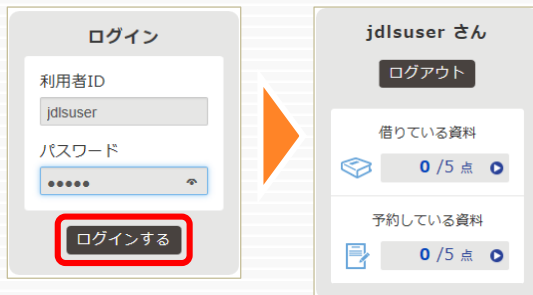 ログイン
利用者ID
jdlsuser
パスワード
●●●●●
ログインする
jdlsuser さん
ログアウト
借りている資料
0 /5 点
予約している資料
0 /5 点